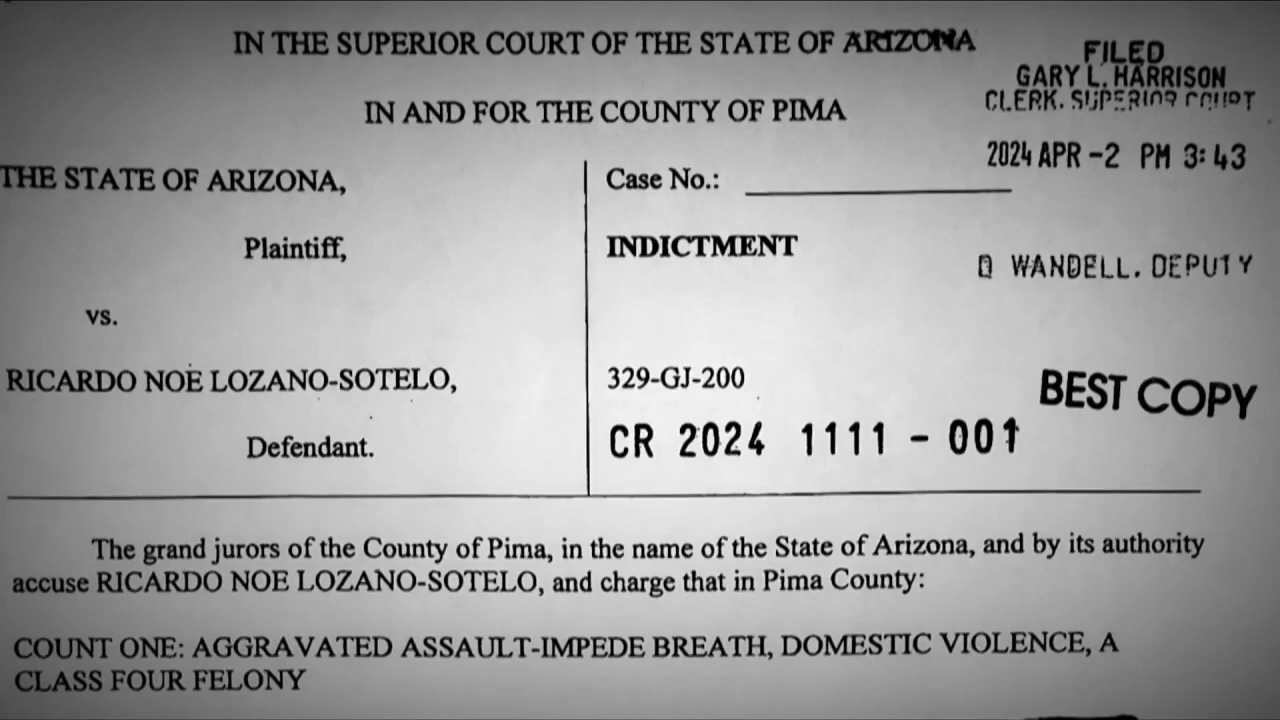 IN THE SUPERIOR COURT OF THE STATE OF ARIZONA
FILED
GARY L. HARRISON
CLERK, SUPERIOR COURT
IN AND FOR THE COUNTY OF PIMA
2024 APR -2 PM 3:43
THE STATE OF ARIZONA,
Case No.:
Plaintiff,
INDICTMENT
D WANDELL, DEPUTY
vs.
RICARDO NOE LOZANO-SOTELO,
329-GJ-200
BEST COPY
CR 2024 1111 - 001
Defendant.
The grand jurors of the County of Pima, in the name of the State of Arizona, and by its authority
accuse RICARDO NOE LOZANO-SOTELO, and charge that in Pima County:
COUNT ONE: AGGRAVATED ASSAULT-IMPEDE BREATH, DOMESTIC VIOLENCE, A
CLASS FOUR FELONY